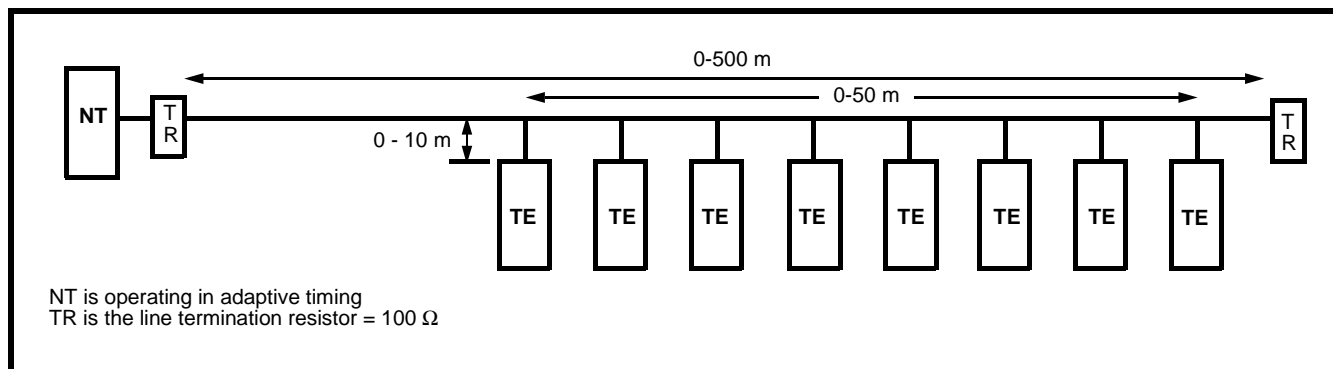 0-500 m
0-50 m
NT
T
R
T
R
0 - 10 m
TE
TE
TE
TE
TE
TE
TE
TE
NT is operating in adaptive timing
TR is the line termination resistor = 100 Ω